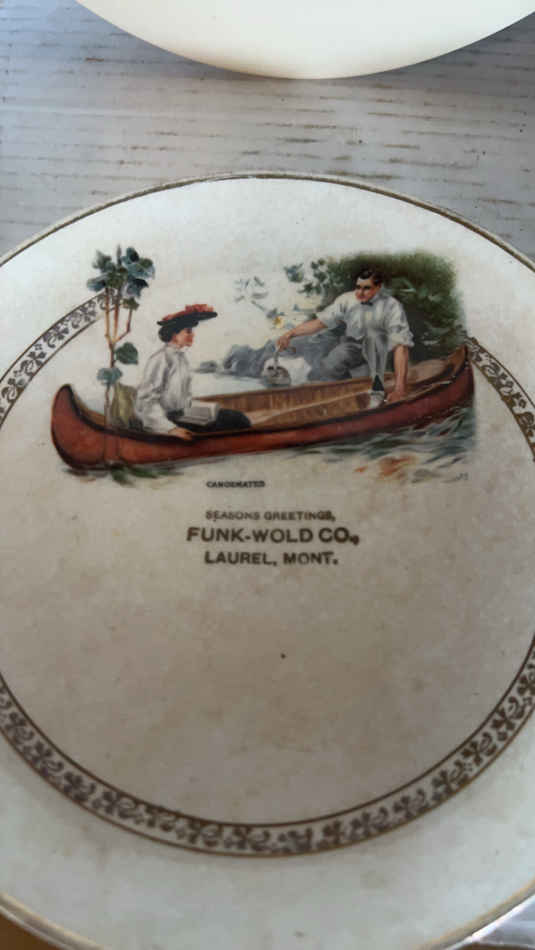 CANOEMATES
SEASONS GREETINGS,
FUNK-WOLD CO.,
LAUREL, MONT.